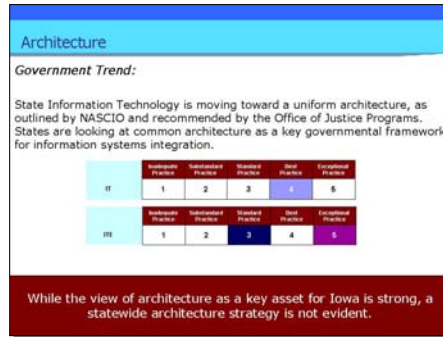 Architecture
Government Trend:
State Information Technology is moving toward a uniform architecture, as
outlined by NASCIO and recommended by the Office of Justice Programs.
States are looking at common architecture as a key governmental framework
for information systems integration.
Inadequate Practice Substandard Practice Standard Practice Best Practice Exceptional Practice
IT 1 2 3 4 5
Inadequate Practice Substandard Practice Standard Practice Best Practice Exceptional Practice
ITE 1 2 3 4 5
While the view of architecture as a key asset for Iowa is strong, a
statewide architecture strategy is not evident.